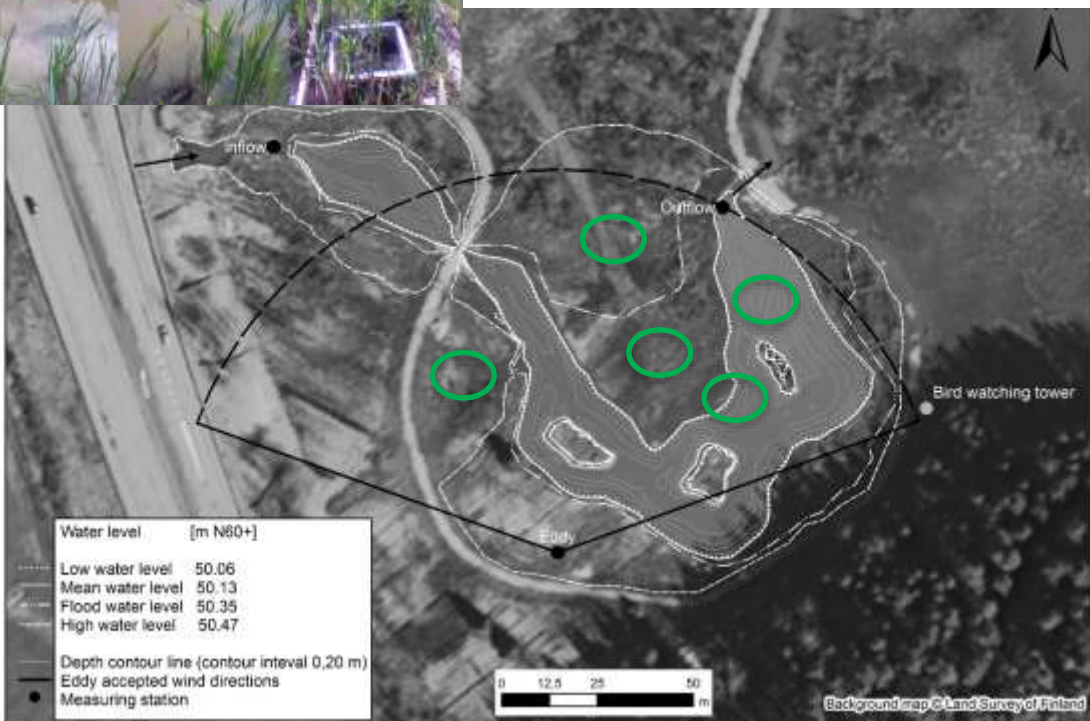 Inflow
Outflow
Bird watching tower
Eddy
Water level [m N60+]
Low water level 50.06
Mean water level 50.13
Flood water level 50.35
High water level 50.47
Depth contour line (contour inteval 0,20 m)
Eddy accepted wind directions
Measuring station
0 12.5 25 50
m
Background map © Land Survey of Finland